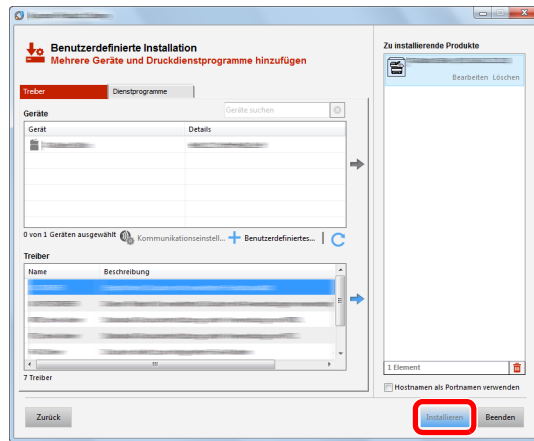 Benutzerdefinierte Installation
Mehrere Geräte und Druckdienstprogramme hinzufügen
Treiber Dienstprogramme
Geräte
Geräte suchen
Gerät Details
0 von 1 Geräten ausgewählt Kommunikationseinstell... Benutzerdefiniertes...
Treiber
Name Beschreibung
7 Treiber
Zurück
Zu installierende Produkte
Bearbeiten Löschen
1 Element
Hostnamen als Portnamen verwenden
Installieren Beenden